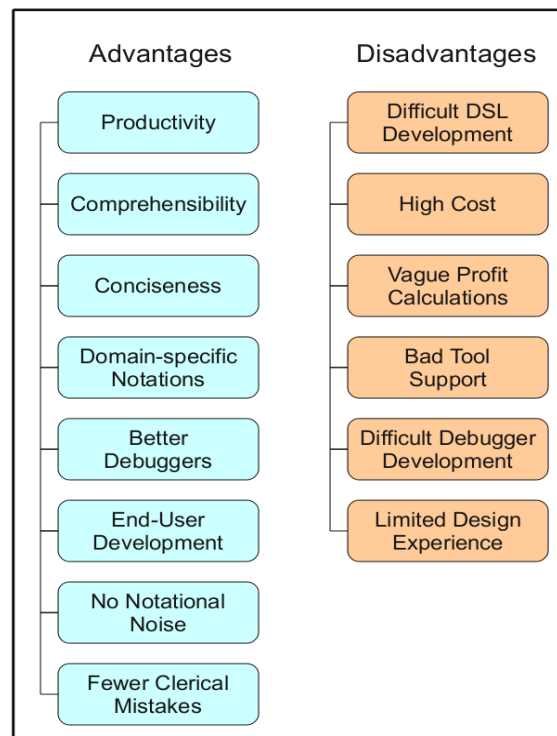 Advantages
Productivity
Comprehensibility
Conciseness
Domain-specific
Notations
Better
Debuggers
End-User
Development
No Notational
Noise
Fewer Clerical
Mistakes
Disadvantages
Difficult DSL
Development
High Cost
Vague Profit
Calculations
Bad Tool
Support
Difficult Debugger
Development
Limited Design
Experience